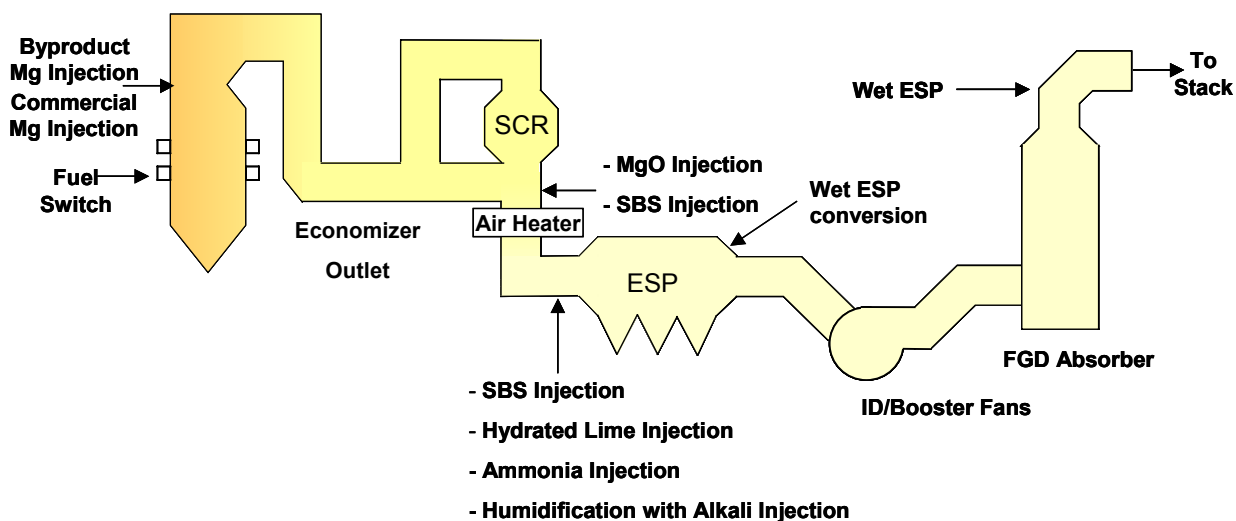 Byproduct
Mg Injection
Commercial
Mg Injection
Fuel
Switch
Economizer
Outlet
SCR
- MgO Injection
- SBS Injection
Air Heater
Wet ESP
conversion
ESP
- SBS Injection
- Hydrated Lime Injection
- Ammonia Injection
- Humidification with Alkali Injection
ID/Booster Fans
FGD Absorber
Wet ESP
To
Stack